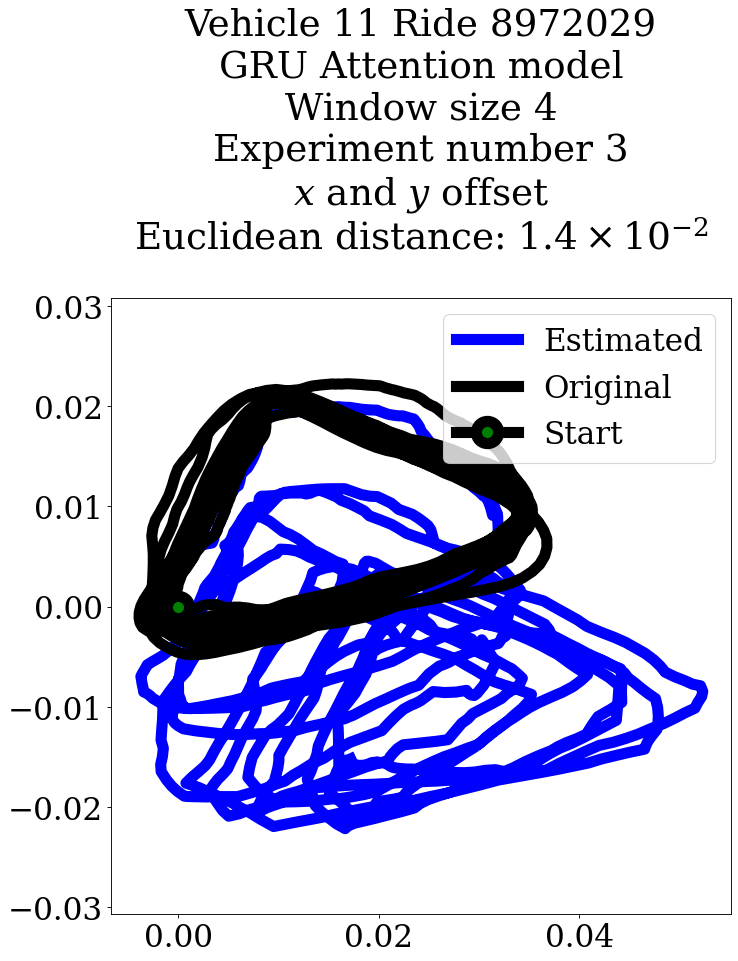 Vehicle 11 Ride 8972029
GRU Attention model
Window size 4
Experiment number 3
x and y offset
Euclidean distance: 1.4 × 10⁻²
0.03
0.02
0.01
0.00
−0.01
−0.02
−0.03
Estimated
Original
Start
0.00 0.02 0.04